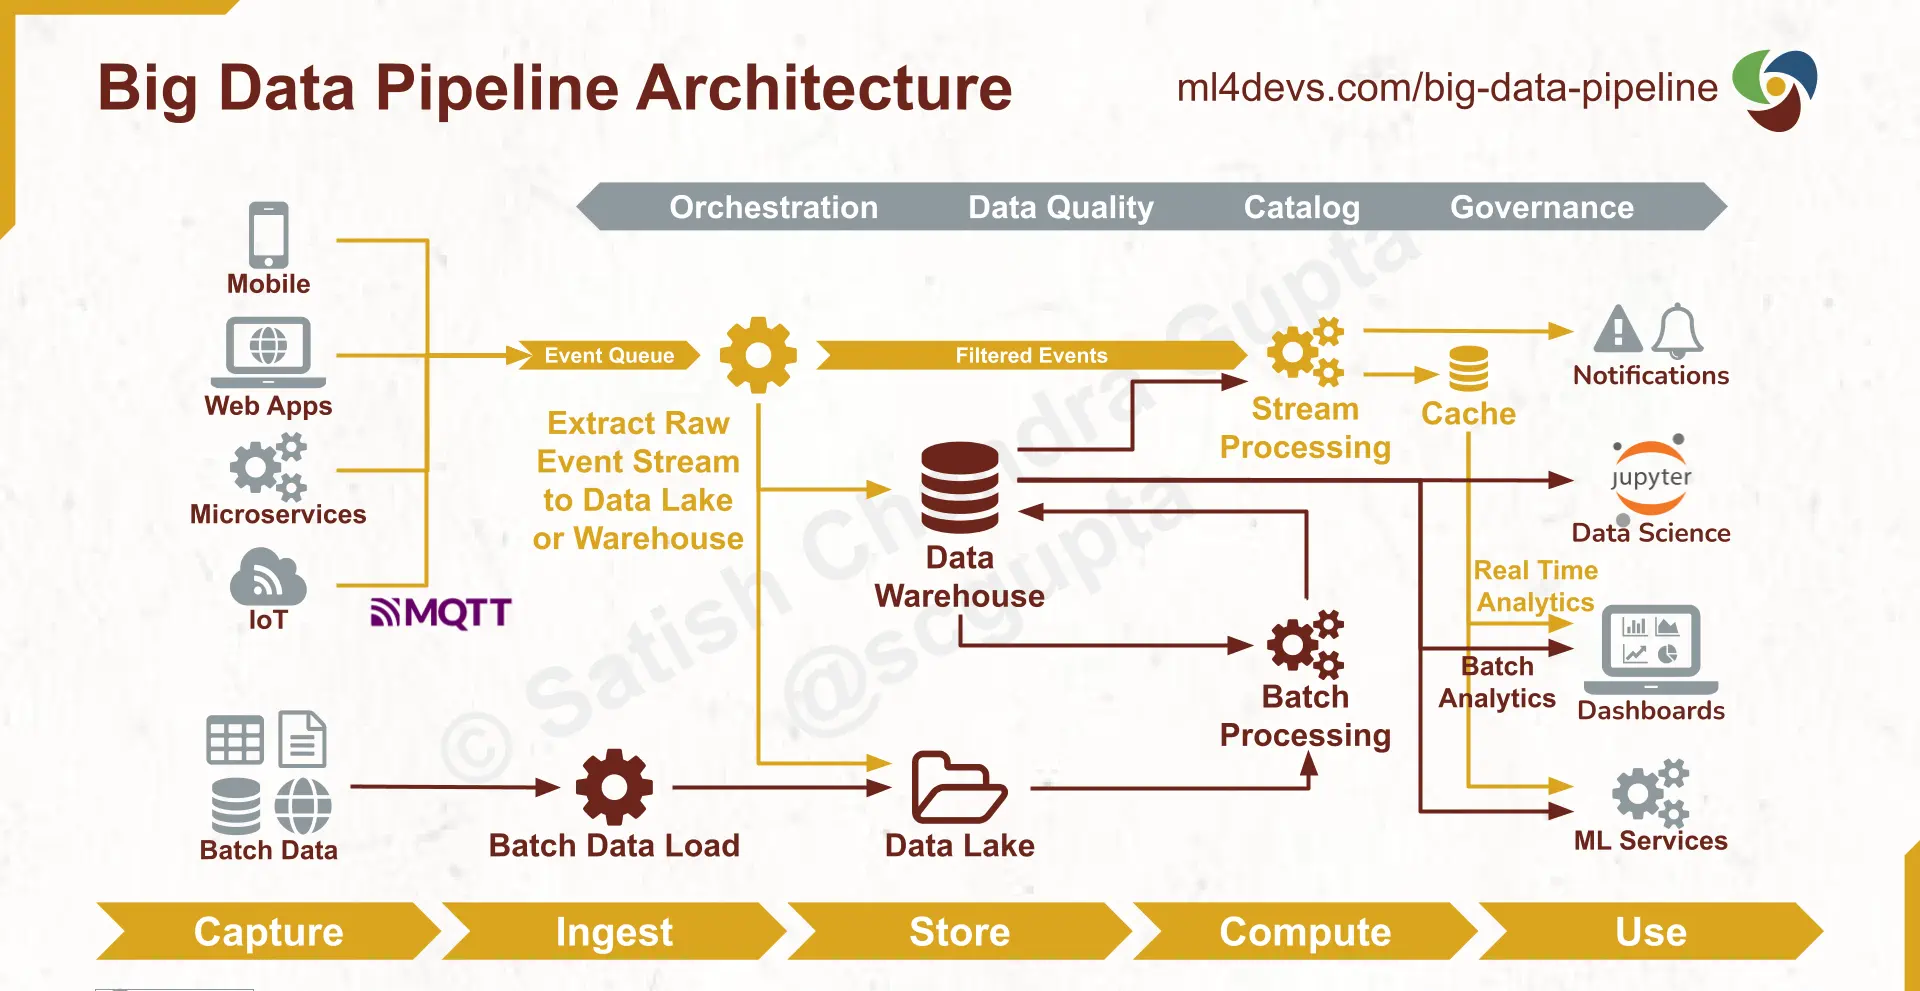 Big Data Pipeline Architecture
ml4devs.com/big-data-pipeline
Orchestration
Data Quality
Catalog
Governance
Mobile
Web Apps
Microservices
IoT
MQTT
Event Queue
Extract Raw
Event Stream
to Data Lake
or Warehouse
Filtered Events
Stream
Processing
Cache
Notifications
jupyter
Data Science
Data
Warehouse
Real Time
Analytics
Batch
Analytics
Dashboards
Batch
Processing
Batch Data
Batch Data Load
Data Lake
ML Services
© Satish Chandra Gupta
@scgupta
Capture
Ingest
Store
Compute
Use